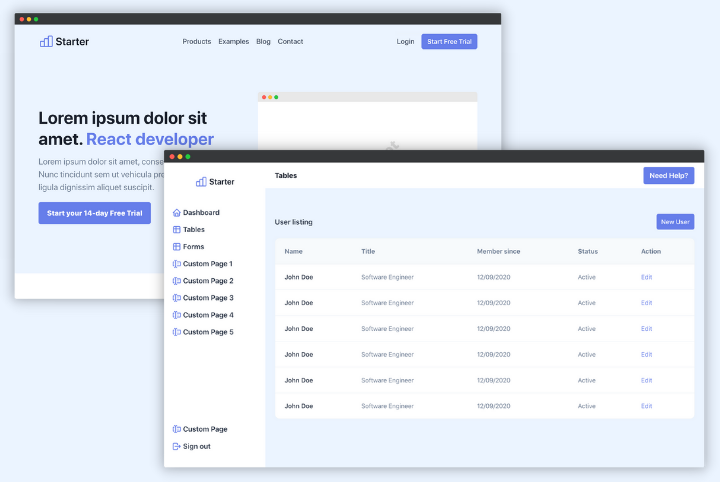 Starter
Products Examples Blog Contact
Login Start Free Trial
Lorem ipsum dolor sit
amet. React developer
Lorem ipsum dolor sit amet, conse
Nunc tincidunt sem ut vehicula pr
ligula dignissim aliquet suscipit.
Start your 14-day Free Trial
Starter
Dashboard
Tables
Forms
Custom Page 1
Custom Page 2
Custom Page 3
Custom Page 4
Custom Page 5
Custom Page
Sign out
Tables
Need Help?
User listing
New User
Name Title Member since Status Action
John Doe Software Engineer 12/09/2020 Active Edit
John Doe Software Engineer 12/09/2020 Active Edit
John Doe Software Engineer 12/09/2020 Active Edit
John Doe Software Engineer 12/09/2020 Active Edit
John Doe Software Engineer 12/09/2020 Active Edit
John Doe Software Engineer 12/09/2020 Active Edit